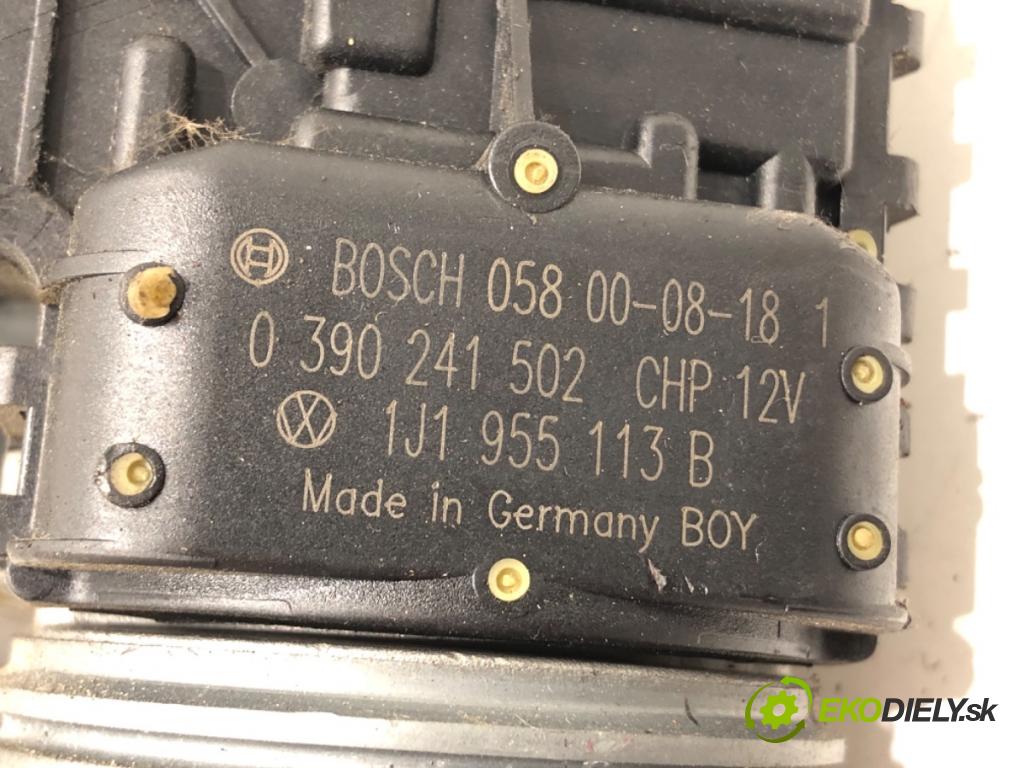 BOSCH 058 00-08-18 1
0 390 241 502 CHP 12V
1J1 955 113 B
Made in Germany BOY
EKODIELY.sk